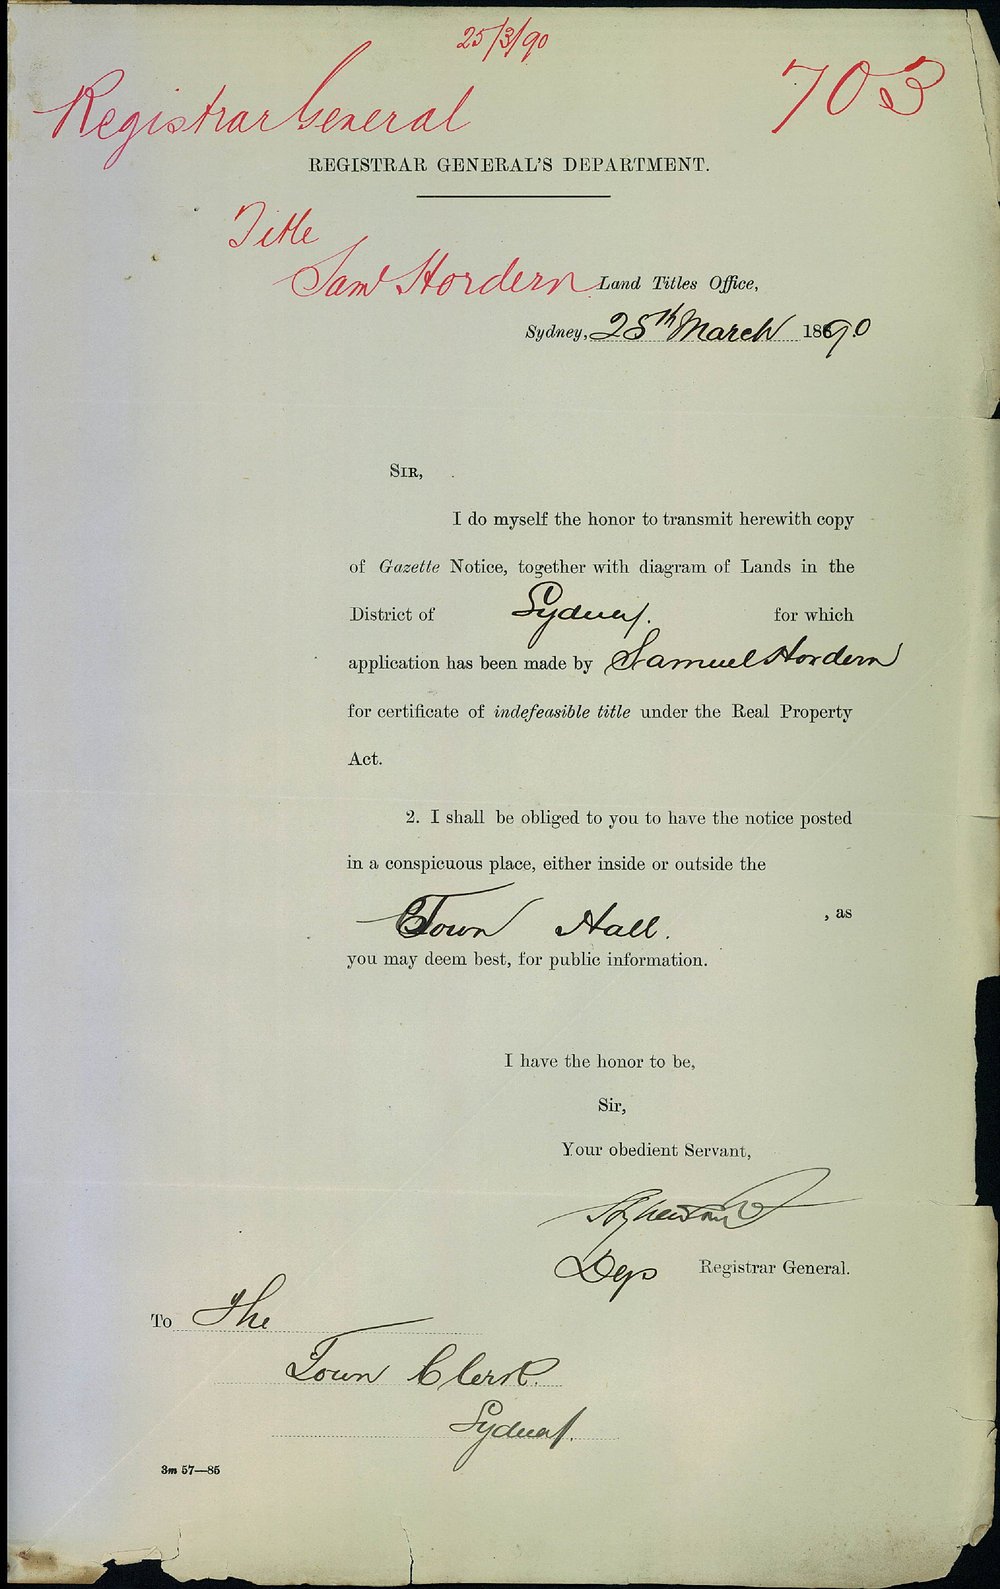 25/3/90
703
Registrar General
REGISTRAR GENERAL'S DEPARTMENT.
Title
Saml Hordern
Land Titles Office,
Sydney, 25th March 1890
SIR,
I do myself the honor to transmit herewith copy
of Gazette Notice, together with diagram of Lands in the
District of Sydney. for which
application has been made by Samuel Hordern
for certificate of indefeasible title under the Real Property
Act.
2. I shall be obliged to you to have the notice posted
in a conspicuous place, either inside or outside the
Town Hall. , as
you may deem best, for public information.
I have the honor to be,
Sir,
Your obedient Servant,
Dep Registrar General.
To The
Town Clerk.
Sydney.
3m 57—85